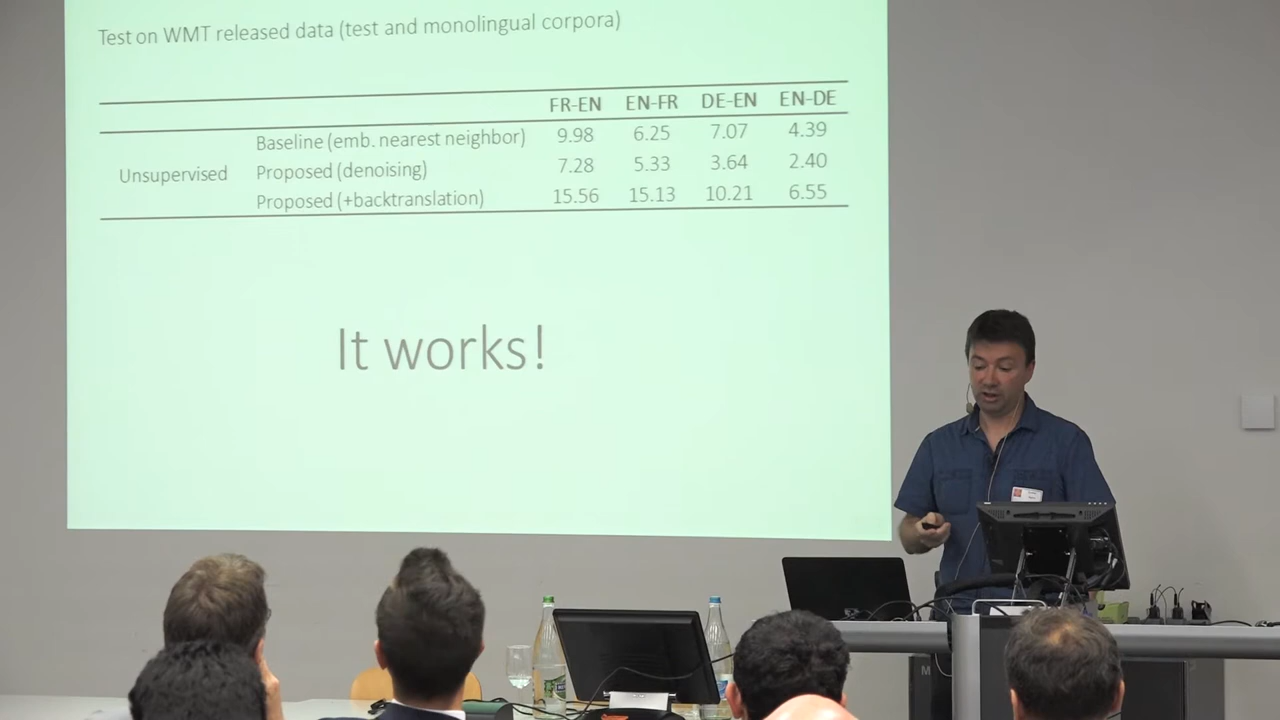 Test on WMT released data (test and monolingual corpora)
FR-EN EN-FR DE-EN EN-DE
Baseline (emb. nearest neighbor) 9.98 6.25 7.07 4.39
Unsupervised Proposed (denoising) 7.28 5.33 3.64 2.40
Proposed (+backtranslation) 15.56 15.13 10.21 6.55
It works!